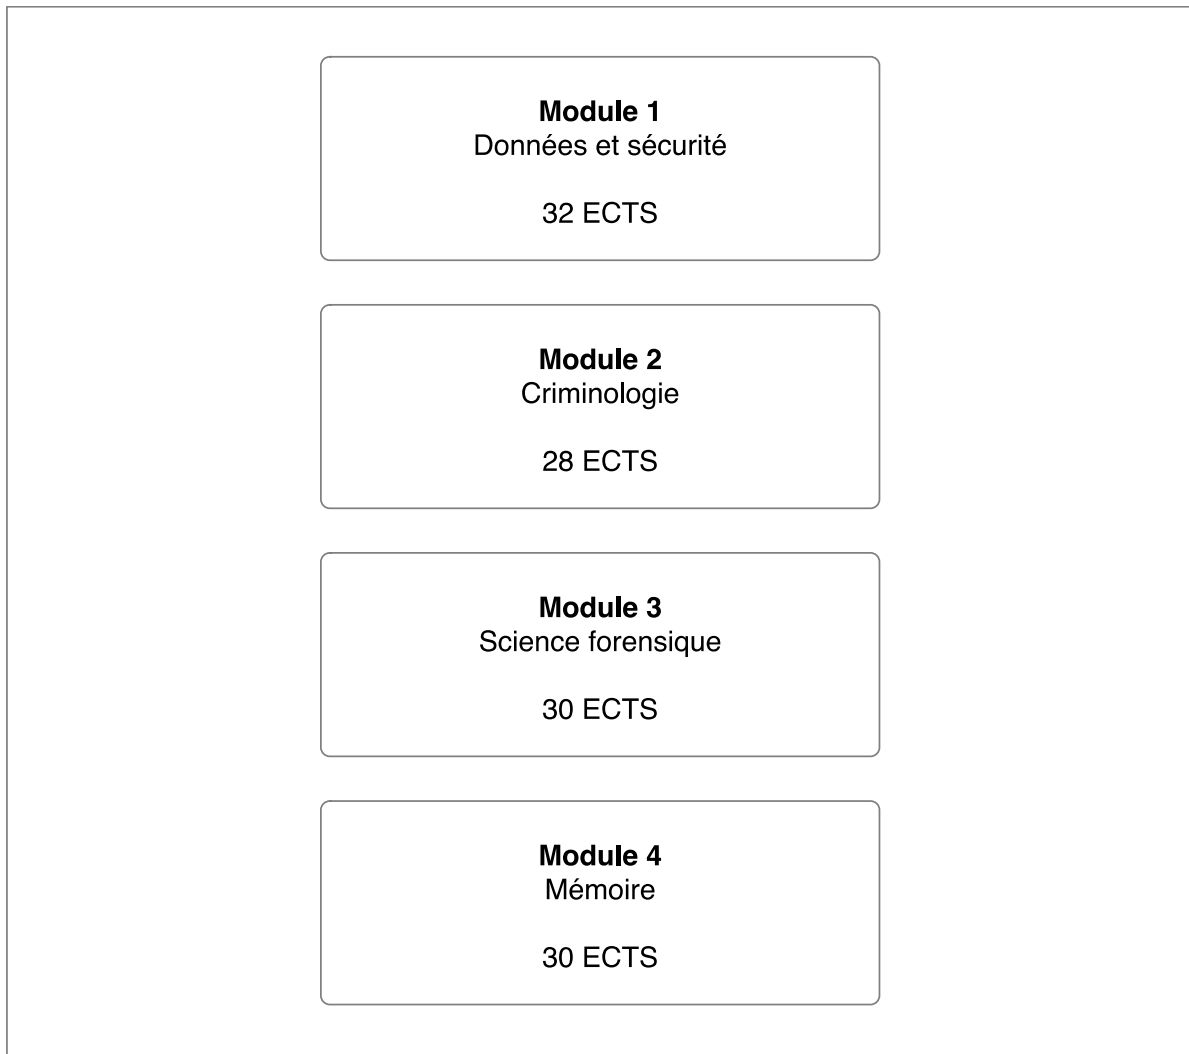 Module 1
Données et sécurité
32 ECTS
Module 2
Criminologie
28 ECTS
Module 3
Science forensique
30 ECTS
Module 4
Mémoire
30 ECTS